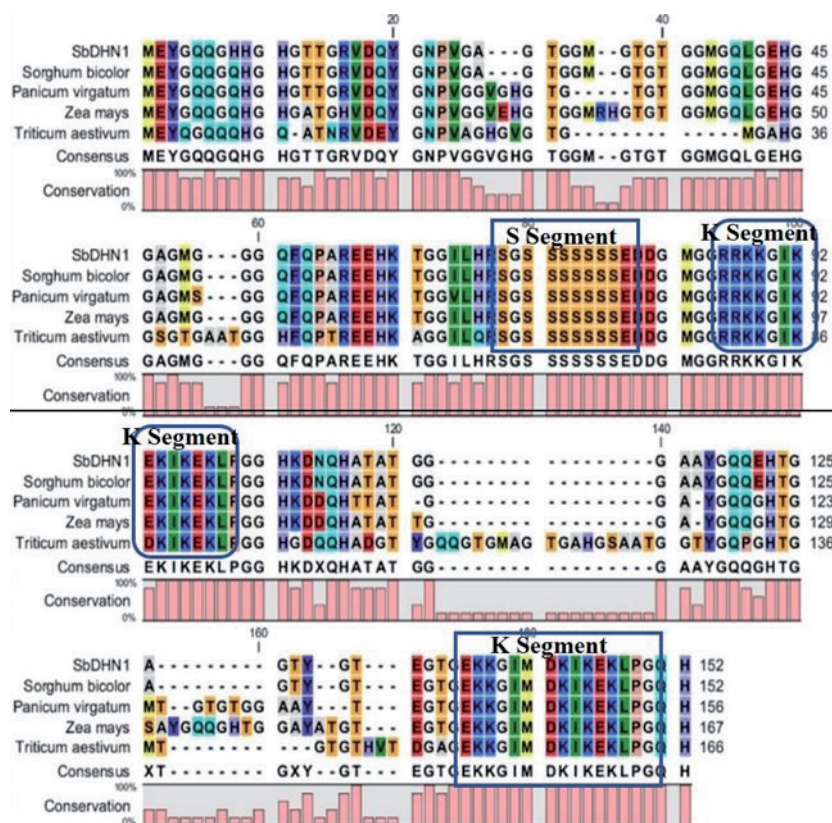 20 40
SbDHN1 MEYGQQGHHG HGTTGRVDQY GNPVGA---G TGGM--GTGT GGMGQLGEHG 45
Sorghum bicolor MEYGQQGQHG HGTTGRVDQY GNPVGA---G TGGM--GTGT GGMGQLGEHG 45
Panicum virgatum MEYGQQGQHG HGTTGRVDQY GNPVGGVGHG TG-----TGT GGMGQLGEHG 45
Zea mays MEYGQQGQHG HGATGHVDQY GNPVGGVEHG TGGMRHGTGT GGMGQLGEHG 50
Triticum aestivum MEYQGQQQHG Q-ATNRVDEY GNPVAGHGVG TG-------- ----MGAHG 36
Consensus MEYGQQGQHG HGTTGRVDQY GNPVGGVGHG TGGM--GTGT GGMGQLGEHG
100%
Conservation
0%
60 100
S Segment K Segment
SbDHN1 GAGMG---GG QFQPAREEHK TGGILHRSGS SSSSSSEDDG MGGRRKKGIK 92
Sorghum bicolor GAGMG---GG QFQPAREEHK TGGILHRSGS SSSSSSEDDG MGGRRKKGIK 92
Panicum virgatum GAGMS---GG QFQPAREEHK TGGVLHRSGS SSSSSSEDDG MGGRRKKGIK 92
Zea mays GAGMG---GG QFQPAREEHK TGGILHRSGS SSSSSSEDDG MGGRRKKGIK 97
Triticum aestivum GSGTGAATGG HFQPTREEHK AGGILQRSGS SSSSSSEDDG MGGRRKKGIK 86
Consensus GAGMG---GG QFQPAREEHK TGGILHRSGS SSSSSSEDDG MGGRRKKGIK
100%
Conservation
0%
120 140
K Segment
SbDHN1 EKIKEKLPGG HKDNQHATAT GG-------- ---------G AAYGQQEHTG 125
Sorghum bicolor EKIKEKLPGG HKDNQHATAT GG-------- ---------G AAYGQQEHTG 125
Panicum virgatum EKIKEKLPGG HKDDQHTTAT -G-------- ---------G A-YGQQGHTG 123
Zea mays EKIKEKLPGG HKDDQHATAT TG-------- ---------G A-YGQQGHTG 129
Triticum aestivum DKIKEKLPGG HGDQQHADGT YGQQGTGMAG TGAHGSAATG GTYGQPGHTG 136
Consensus EKIKEKLPGG HKDXQHATAT GG-------- ---------G AAYGQQGHTG
100%
Conservation
0%
160
K Segment
SbDHN1 A--------- GTY--GT--- EGTGEKKGIM DKIKEKLPGQ H 152
Sorghum bicolor A--------- GTY--GT--- EGTGEKKGIM DKIKEKLPGQ H 152
Panicum virgatum MT--GTGTGG AAY---T--- EGTGEKKGIM DKIKEKLPGQ H 156
Zea mays SAYGQQGHTG GAYATGT--- EGTGEKKGIM DKIKEKLPGQ H 167
Triticum aestivum MT-------- ---GTGTHVT DGAGEKKGIM DKIKEKLPGQ H 166
Consensus XT-------- GXY--GT--- EGTGEKKGIM DKIKEKLPGQ H
100%
Conservation
0%